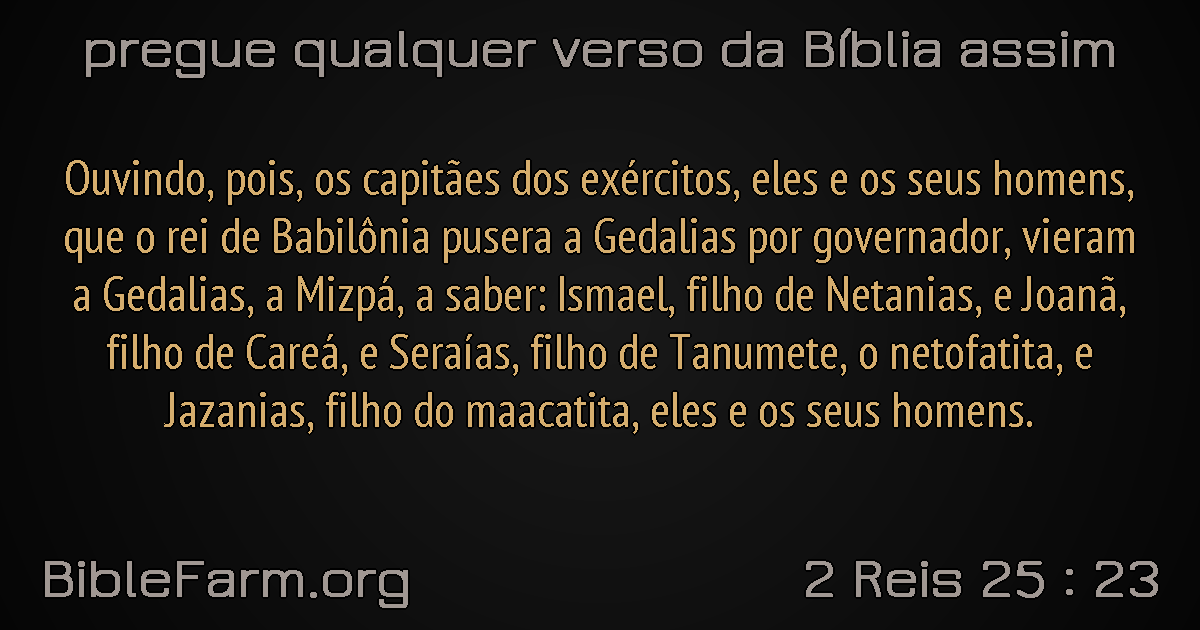 pregue qualquer verso da Bíblia assim
Ouvindo, pois, os capitães dos exércitos, eles e os seus homens,
que o rei de Babilônia pusera a Gedalias por governador, vieram
a Gedalias, a Mizpá, a saber: Ismael, filho de Netanias, e Joanã,
filho de Careá, e Seraías, filho de Tanumete, o netofatita, e
Jazanias, filho do maacatita, eles e os seus homens.
BibleFarm.org
2 Reis 25 : 23